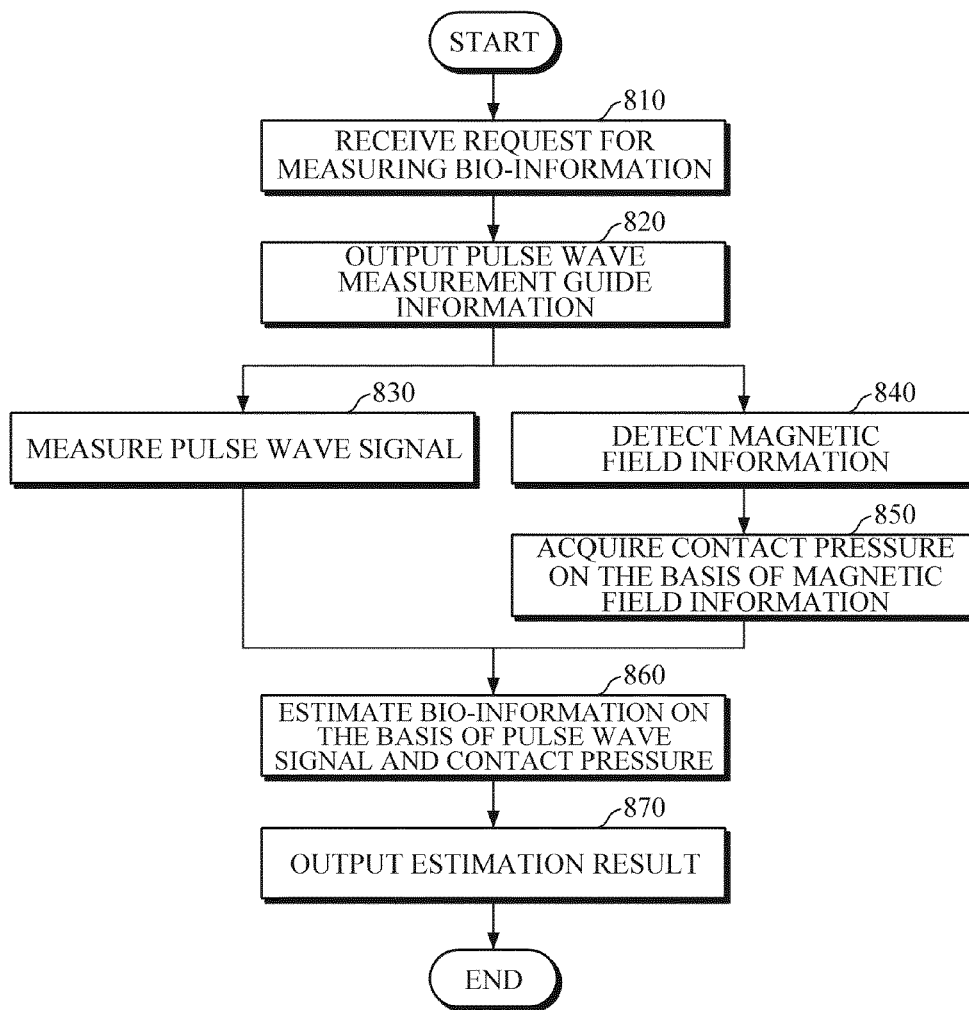 START
810
RECEIVE REQUEST FOR
MEASURING BIO-INFORMATION
820
OUTPUT PULSE WAVE
MEASUREMENT GUIDE
INFORMATION
830
MEASURE PULSE WAVE SIGNAL
840
DETECT MAGNETIC
FIELD INFORMATION
850
ACQUIRE CONTACT PRESSURE
ON THE BASIS OF MAGNETIC
FIELD INFORMATION
860
ESTIMATE BIO-INFORMATION ON
THE BASIS OF PULSE WAVE
SIGNAL AND CONTACT PRESSURE
870
OUTPUT ESTIMATION RESULT
END